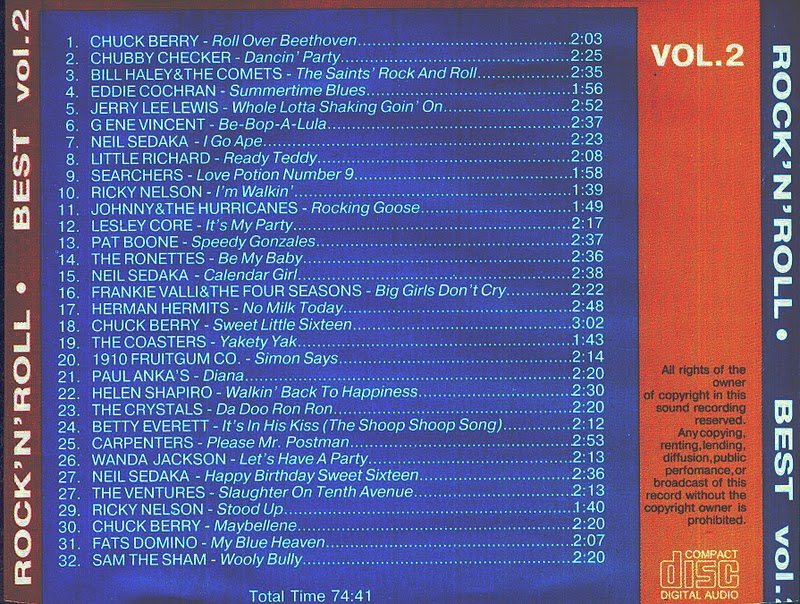 ROCK'N'ROLL • BEST vol.2
1. CHUCK BERRY - Roll Over Beethoven........2:03
2. CHUBBY CHECKER - Dancin' Party........2:25
3. BILL HALEY&THE COMETS - The Saints' Rock And Roll........2:35
4. EDDIE COCHRAN - Summertime Blues........1:56
5. JERRY LEE LEWIS - Whole Lotta Shaking Goin' On........2:52
6. G ENE VINCENT - Be-Bop-A-Lula........2:37
7. NEIL SEDAKA - I Go Ape........2:23
8. LITTLE RICHARD - Ready Teddy........2:08
9. SEARCHERS - Love Potion Number 9........1:58
10. RICKY NELSON - I'm Walkin'........1:39
11. JOHNNY&THE HURRICANES - Rocking Goose........1:49
12. LESLEY CORE - It's My Party........2:17
13. PAT BOONE - Speedy Gonzales........2:37
14. THE RONETTES - Be My Baby........2:36
15. NEIL SEDAKA - Calendar Girl........2:38
16. FRANKIE VALLI&THE FOUR SEASONS - Big Girls Don't Cry........2:22
17. HERMAN HERMITS - No Milk Today........2:48
18. CHUCK BERRY - Sweet Little Sixteen........3:02
19. THE COASTERS - Yakety Yak........1:43
20. 1910 FRUITGUM CO. - Simon Says........2:14
21. PAUL ANKA'S - Diana........2:20
22. HELEN SHAPIRO - Walkin' Back To Happiness........2:30
23. THE CRYSTALS - Da Doo Ron Ron........2:20
24. BETTY EVERETT - It's In His Kiss (The Shoop Shoop Song)........2:12
25. CARPENTERS - Please Mr. Postman........2:53
26. WANDA JACKSON - Let's Have A Party........2:13
27. NEIL SEDAKA - Happy Birthday Sweet Sixteen........2:36
27. THE VENTURES - Slaughter On Tenth Avenue........2:13
29. RICKY NELSON - Stood Up........1:40
30. CHUCK BERRY - Maybellene........2:20
31. FATS DOMINO - My Blue Heaven........2:07
32. SAM THE SHAM - Wooly Bully........2:20
Total Time 74:41
VOL.2
All rights of the
owner
of copyright in this
sound recording
reserved.
Any copying,
renting, lending,
diffusion, public
perfomance, or
broadcast of this
record without the
copyright owner is
prohibited.
COMPACT
disc
DIGITAL AUDIO
ROCK'N'ROLL • BEST vol.